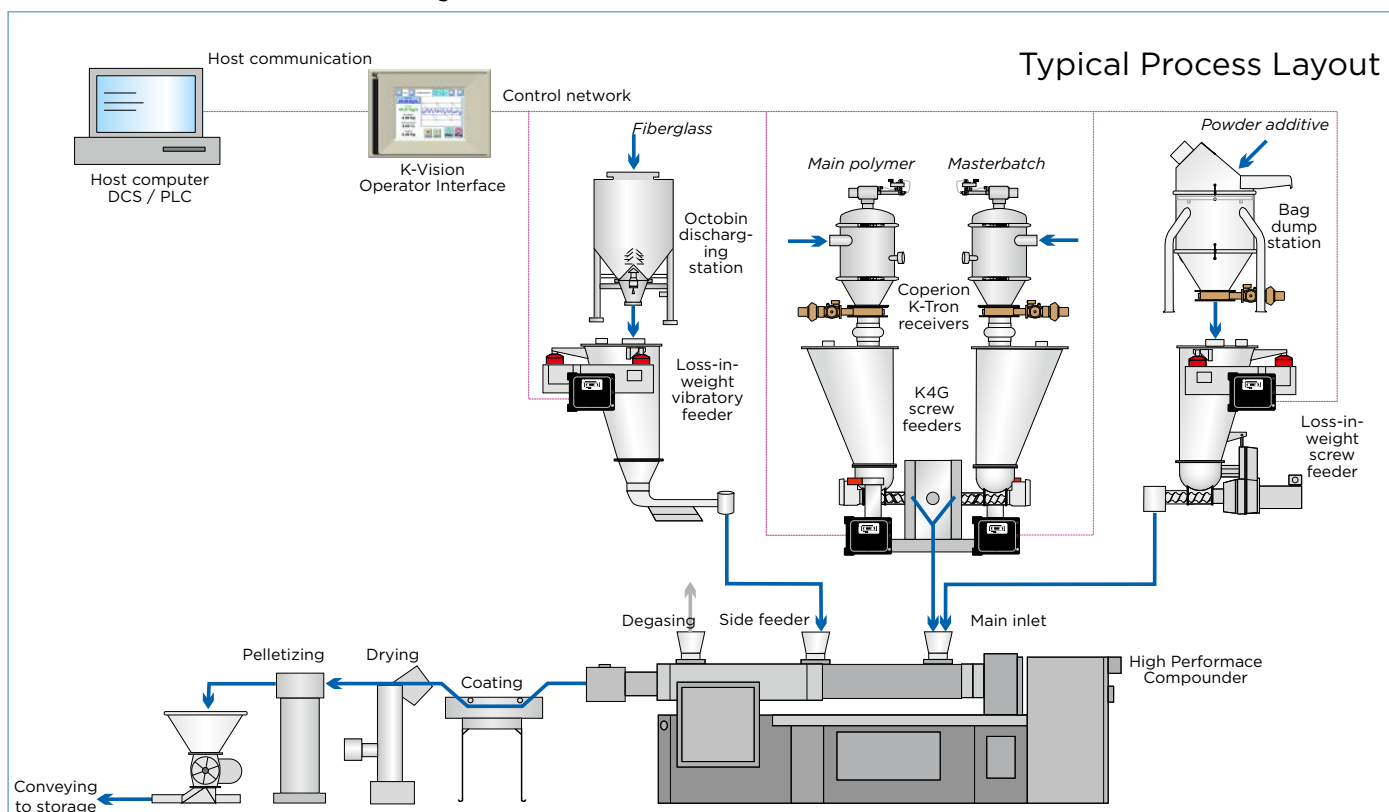 Typical Process Layout
Host communication
Control network
Host computer
DCS / PLC
K-Vision
Operator Interface
Fiberglass
Octobin
discharg-
ing
station
Main polymer
Masterbatch
Powder additive
Bag
dump
station
Coperion
K-Tron
receivers
Loss-in-
weight
vibratory
feeder
K4G
screw
feeders
Loss-in-
weight
screw
feeder
Degasing
Side feeder
Main inlet
High Performace
Compounder
Pelletizing
Drying
Coating
Conveying
to storage